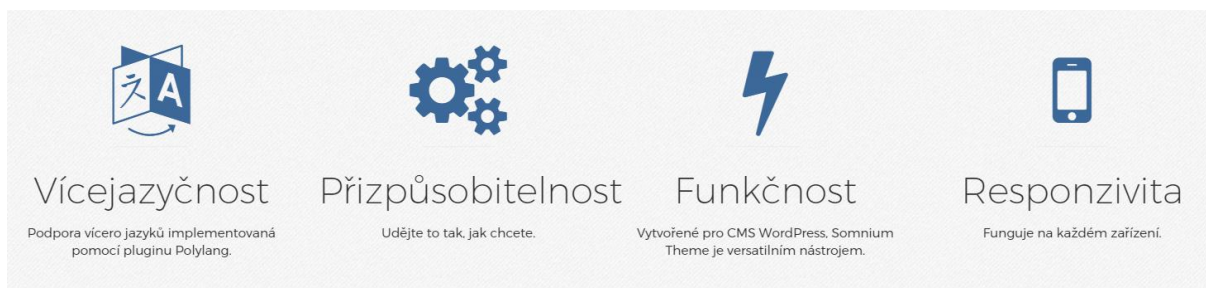 Vícejazyčnost
Podpora vícero jazyků implementovaná
pomocí pluginu Polylang.
Přizpůsobitelnost
Udějte to tak, jak chcete.
Funkčnost
Vytvořené pro CMS WordPress, Somnium
Theme je versatilním nástrojem.
Responzivita
Funguje na každém zařízení.